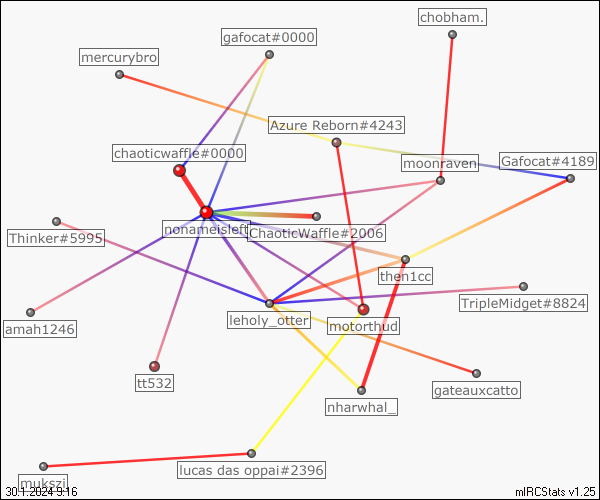 chobham.
gafocat#0000
mercurybro
Azure Reborn#4243
chaoticwaffle#0000
moonraven
Gafocat#4189
nonameisleft
ChaoticWaffle#2006
Thinker#5995
then1cc
TripleMidget#8824
leholy_otter
amah1246
motorthud
tt532
gateauxcatto
nharwhal_
lucas das oppai#2396
mukszi
30.1.2024 9:16
mIRCStats v1.25